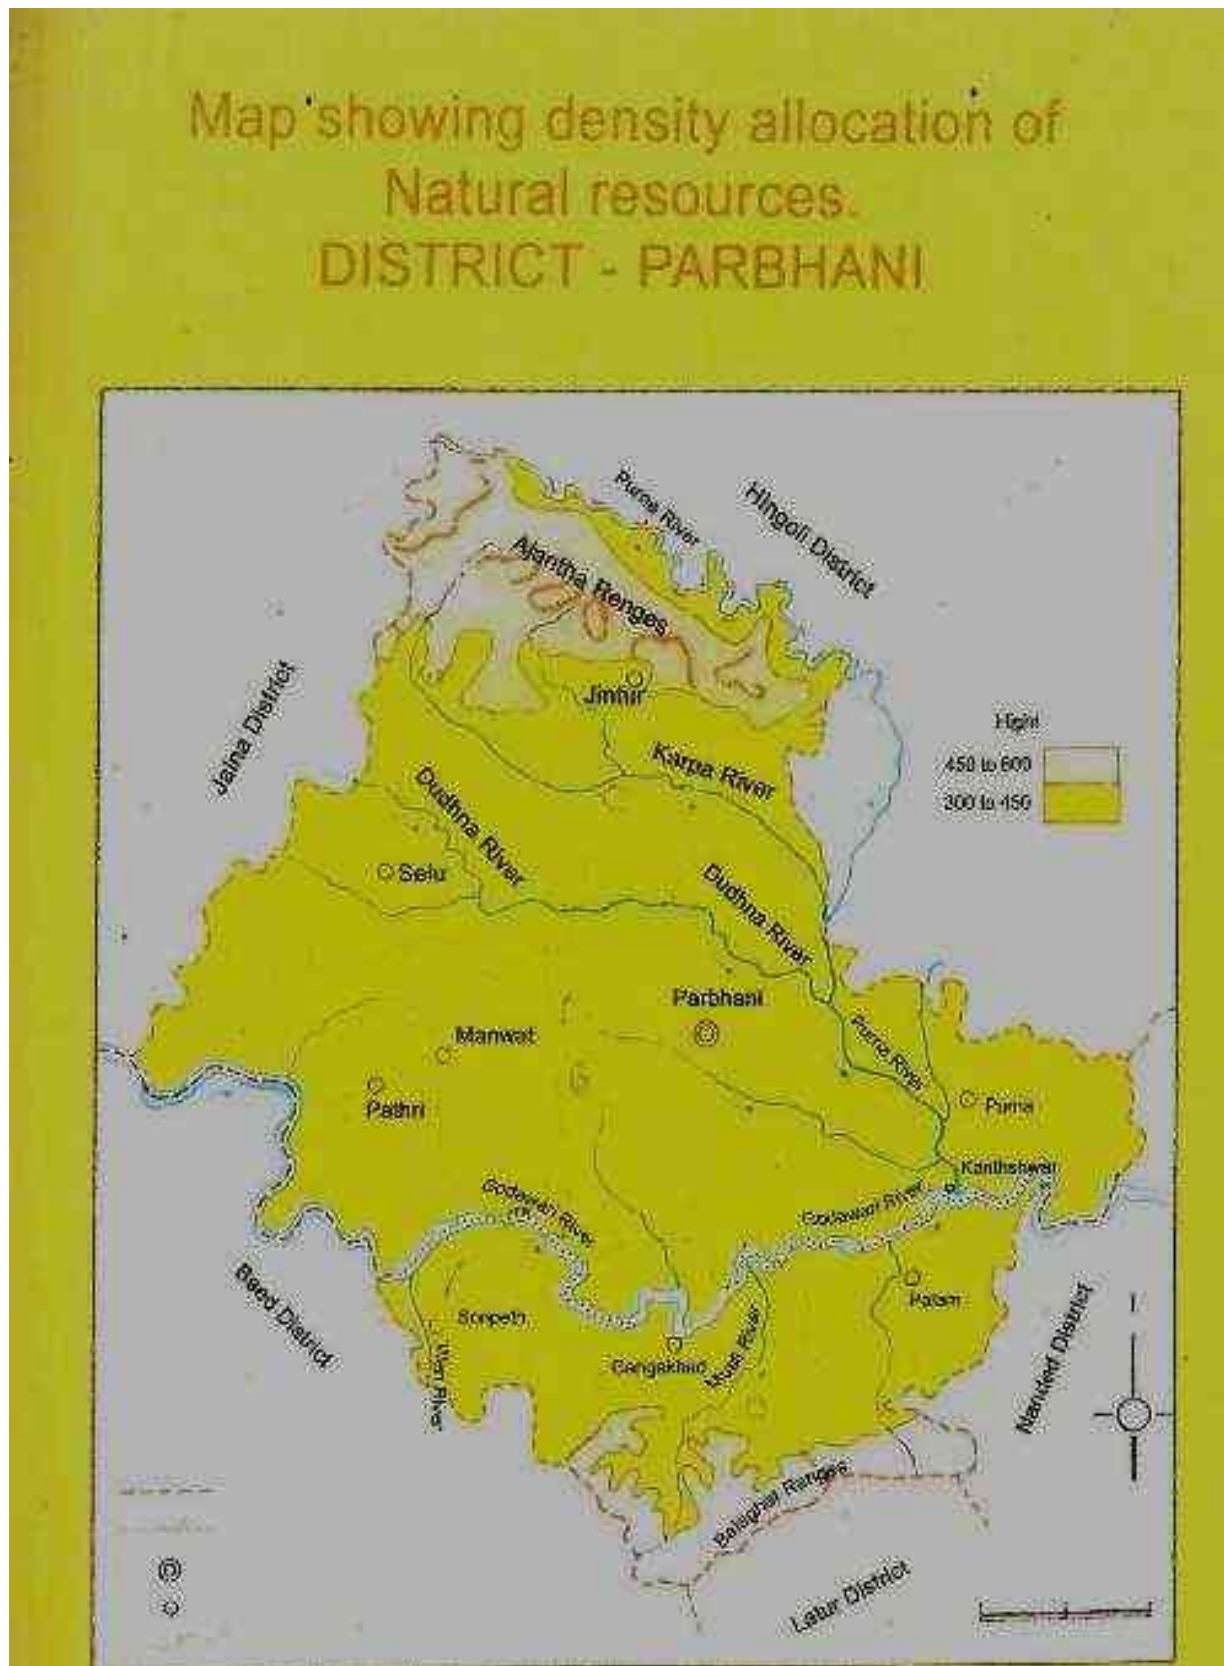 Map showing density allocation of
Natural resources.
DISTRICT - PARBHANI
Purna River
Hingoli District
Ajantha Renges
Jintur
Jalna District
Hight
450 to 600
300 to 450
Karpa River
Dudhna River
Selu
Dudhna River
Parbhani
Manwat
Purna River
Pathri
Purna
Kanthshwar
Godawari River
Godawari River
Beed District
Sonpeth
Palam
Gangakhed
River
Wan River
Nanded District
Balaghat Ranges
Latur District